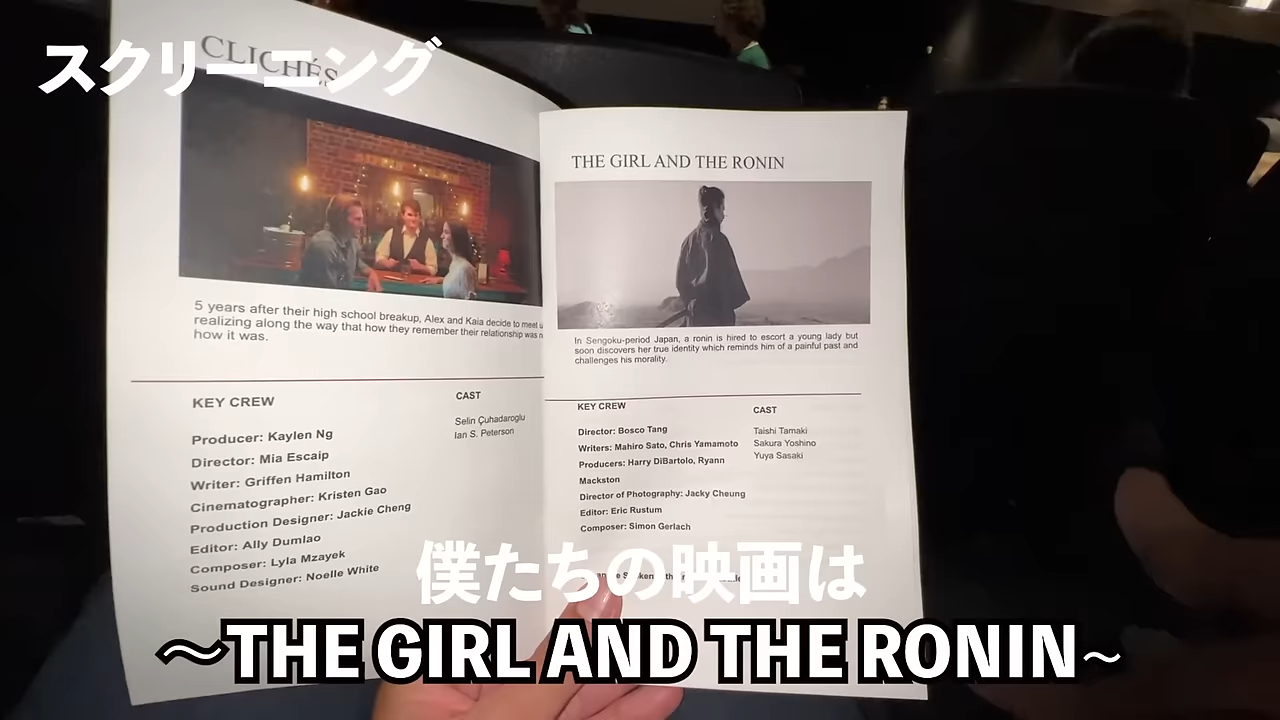 スクリーニング
CLICHÉS
5 years after their high school breakup, Alex and Kaia decide to meet
realizing along the way that how they remember their relationship was
how it was.
KEY CREW
Producer: Kaylen Ng
Director: Mia Escaip
Writer: Griffen Hamilton
Cinematographer: Kristen Gao
Production Designer: Jackie Cheng
Editor: Ally Dumlao
Composer: Lyla Mzayek
Sound Designer: Noelle White
CAST
Selin Çuhadaroglu
Ian S. Peterson
THE GIRL AND THE RONIN
In Sengoku-period Japan, a ronin is hired to escort a young lady but
soon discovers her true identity which reminds him of a painful past and
challenges his morality.
KEY CREW
Director: Bosco Tang
Writers: Mahiro Sato, Chris Yamamoto
Producers: Harry DiBartolo, Ryann
Mackston
Director of Photography: Jacky Cheung
Editor: Eric Rustum
Composer: Simon Gerlach
CAST
Taishi Tamaki
Sakura Yoshino
Yuya Sasaki
僕たちの映画は
～THE GIRL AND THE RONIN～